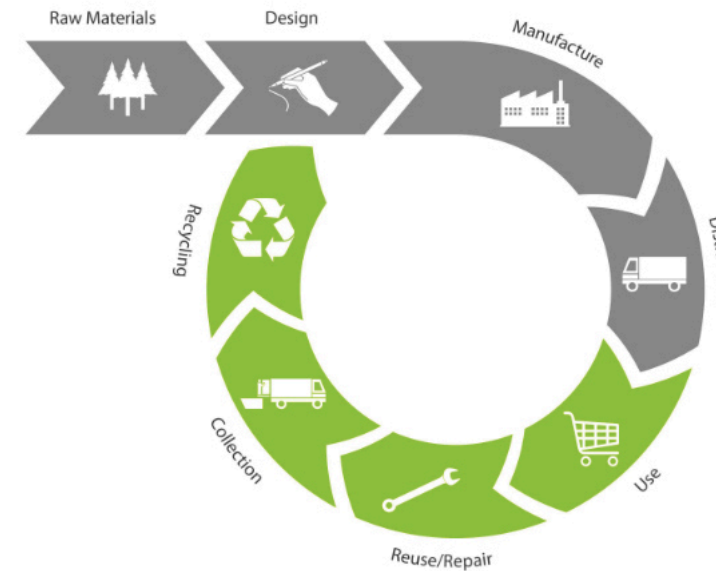 Raw Materials
Design
Manufacture
Use
Reuse/Repair
Collection
Recycling